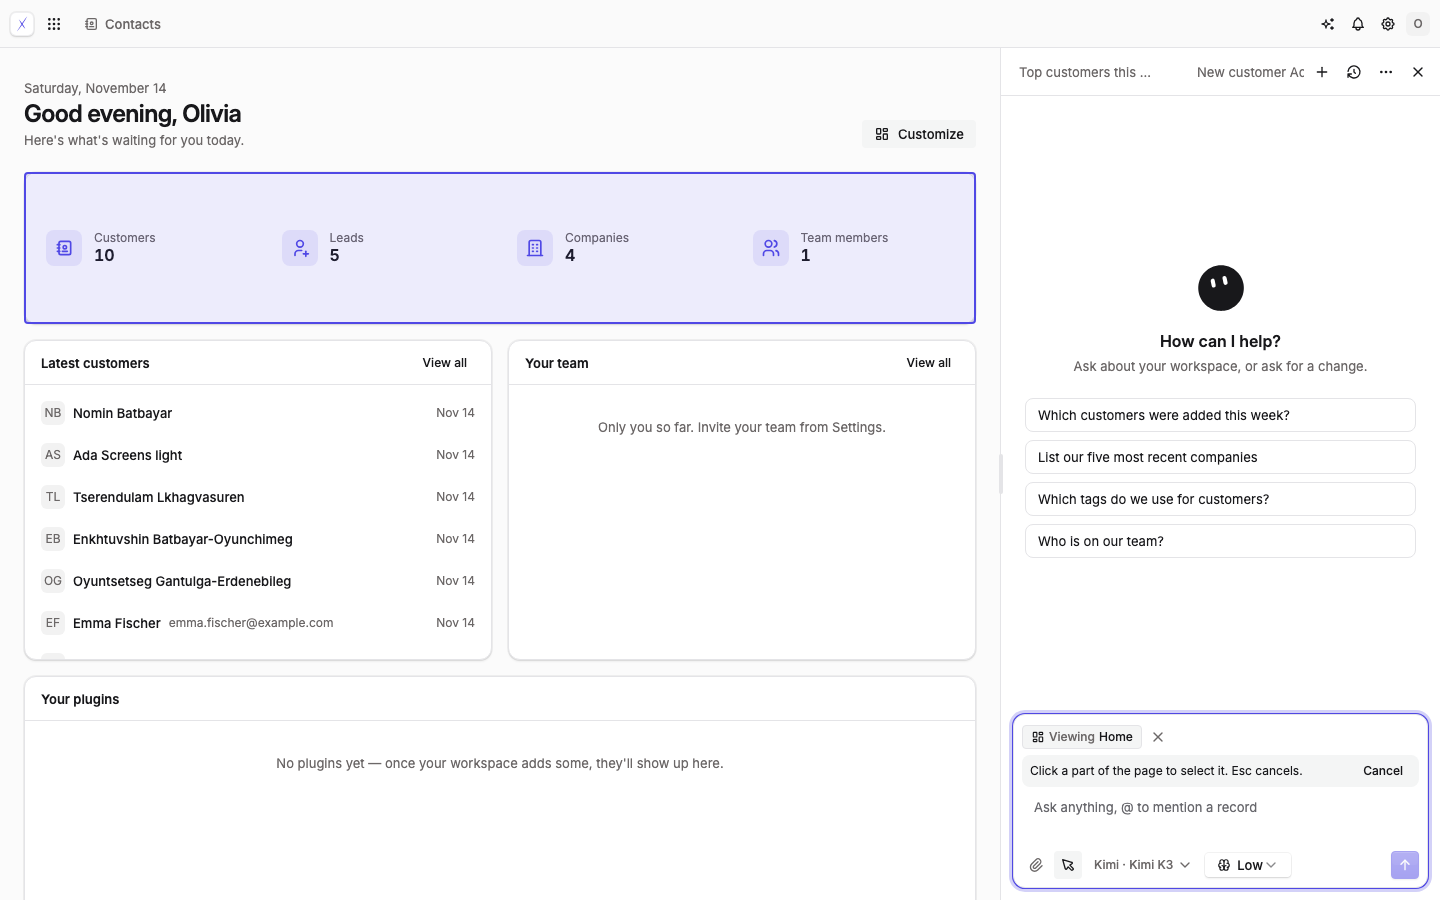 Contacts
O
Saturday, November 14
Good evening, Olivia
Here's what's waiting for you today.
Customize
Customers
10
Leads
5
Companies
4
Team members
1
Latest customers
View all
NB Nomin Batbayar Nov 14
AS Ada Screens light Nov 14
TL Tserendulam Lkhagvasuren Nov 14
EB Enkhtuvshin Batbayar-Oyunchimeg Nov 14
OG Oyuntsetseg Gantulga-Erdenebileg Nov 14
EF Emma Fischer emma.fischer@example.com Nov 14
Your team
View all
Only you so far. Invite your team from Settings.
Your plugins
No plugins yet — once your workspace adds some, they'll show up here.
Top customers this ...
New customer Ac
How can I help?
Ask about your workspace, or ask for a change.
Which customers were added this week?
List our five most recent companies
Which tags do we use for customers?
Who is on our team?
Viewing Home
Click a part of the page to select it. Esc cancels. Cancel
Ask anything, @ to mention a record
Kimi · Kimi K3
Low